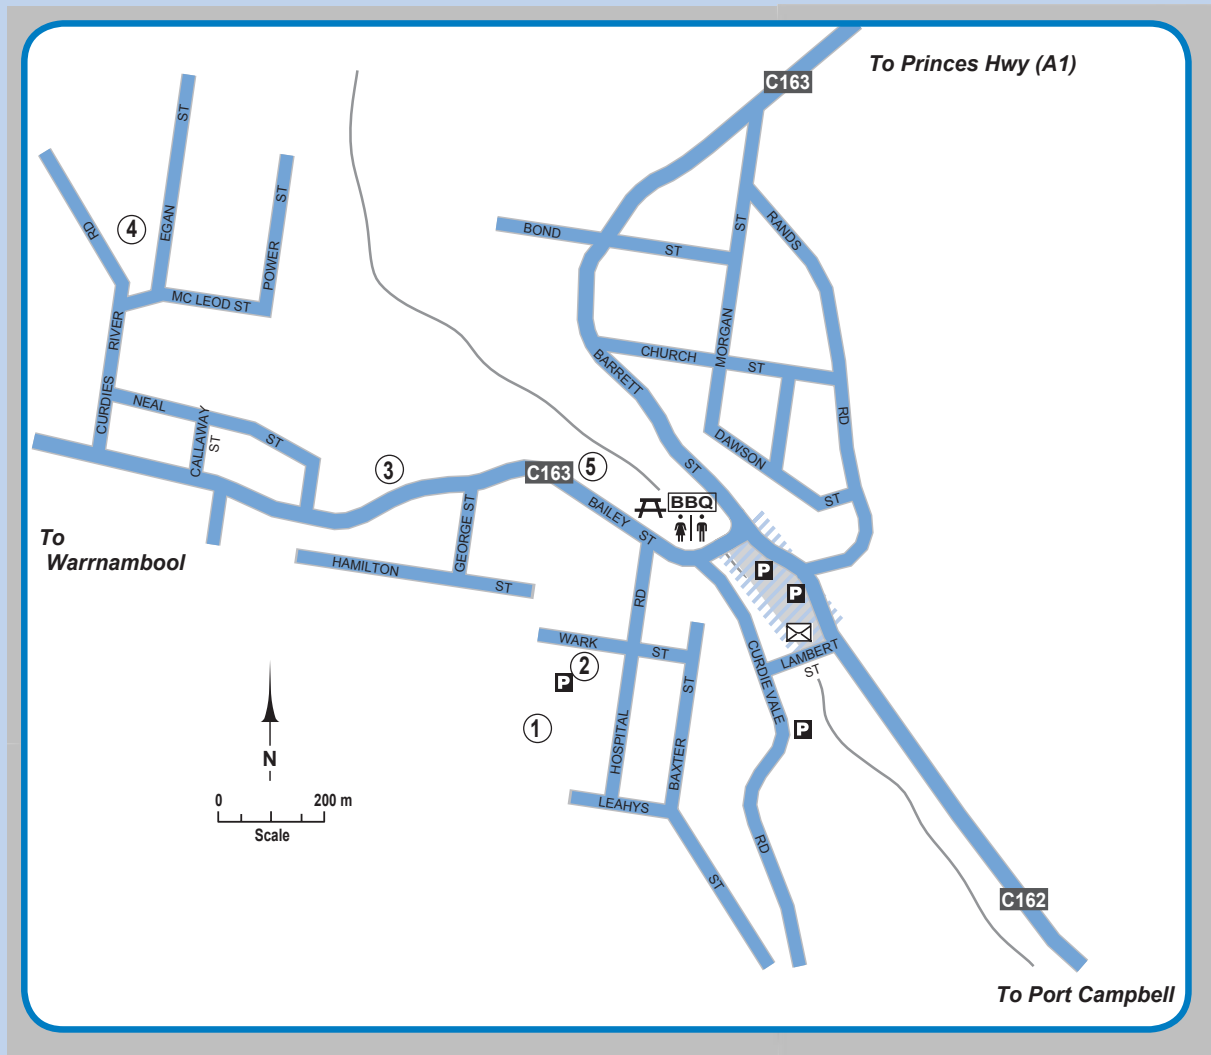 To Princes Hwy (A1)
C163
ST
RD
4
EGAN
ST
POWER
BOND
ST
ST
RANDS
MC LEOD ST
RIVER
MORGAN
CHURCH
ST
BARRETT
CURDIES
NEAL
CALLAWAY
ST
ST
RD
DAWSON
ST
ST
3
C163
5
BAILEY
ST
BBQ
GEORGE ST
To
Warrnambool
HAMILTON
ST
P
P
RD
WARK
ST
2
P
ST
CURDIE VALE
LAMBERT
ST
1
HOSPITAL
BAXTER
P
N
0
200 m
Scale
LEAHYS
ST
RD
C162
To Port Campbell